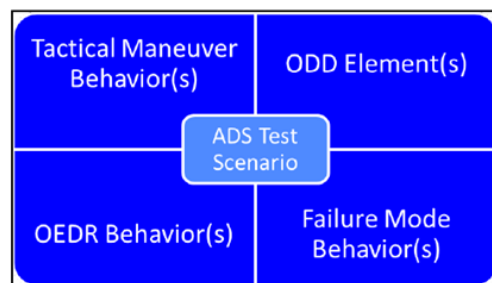 Tactical Maneuver
Behavior(s)
ODD Element(s)
ADS Test
Scenario
OEDR Behavior(s)
Failure Mode
Behavior(s)